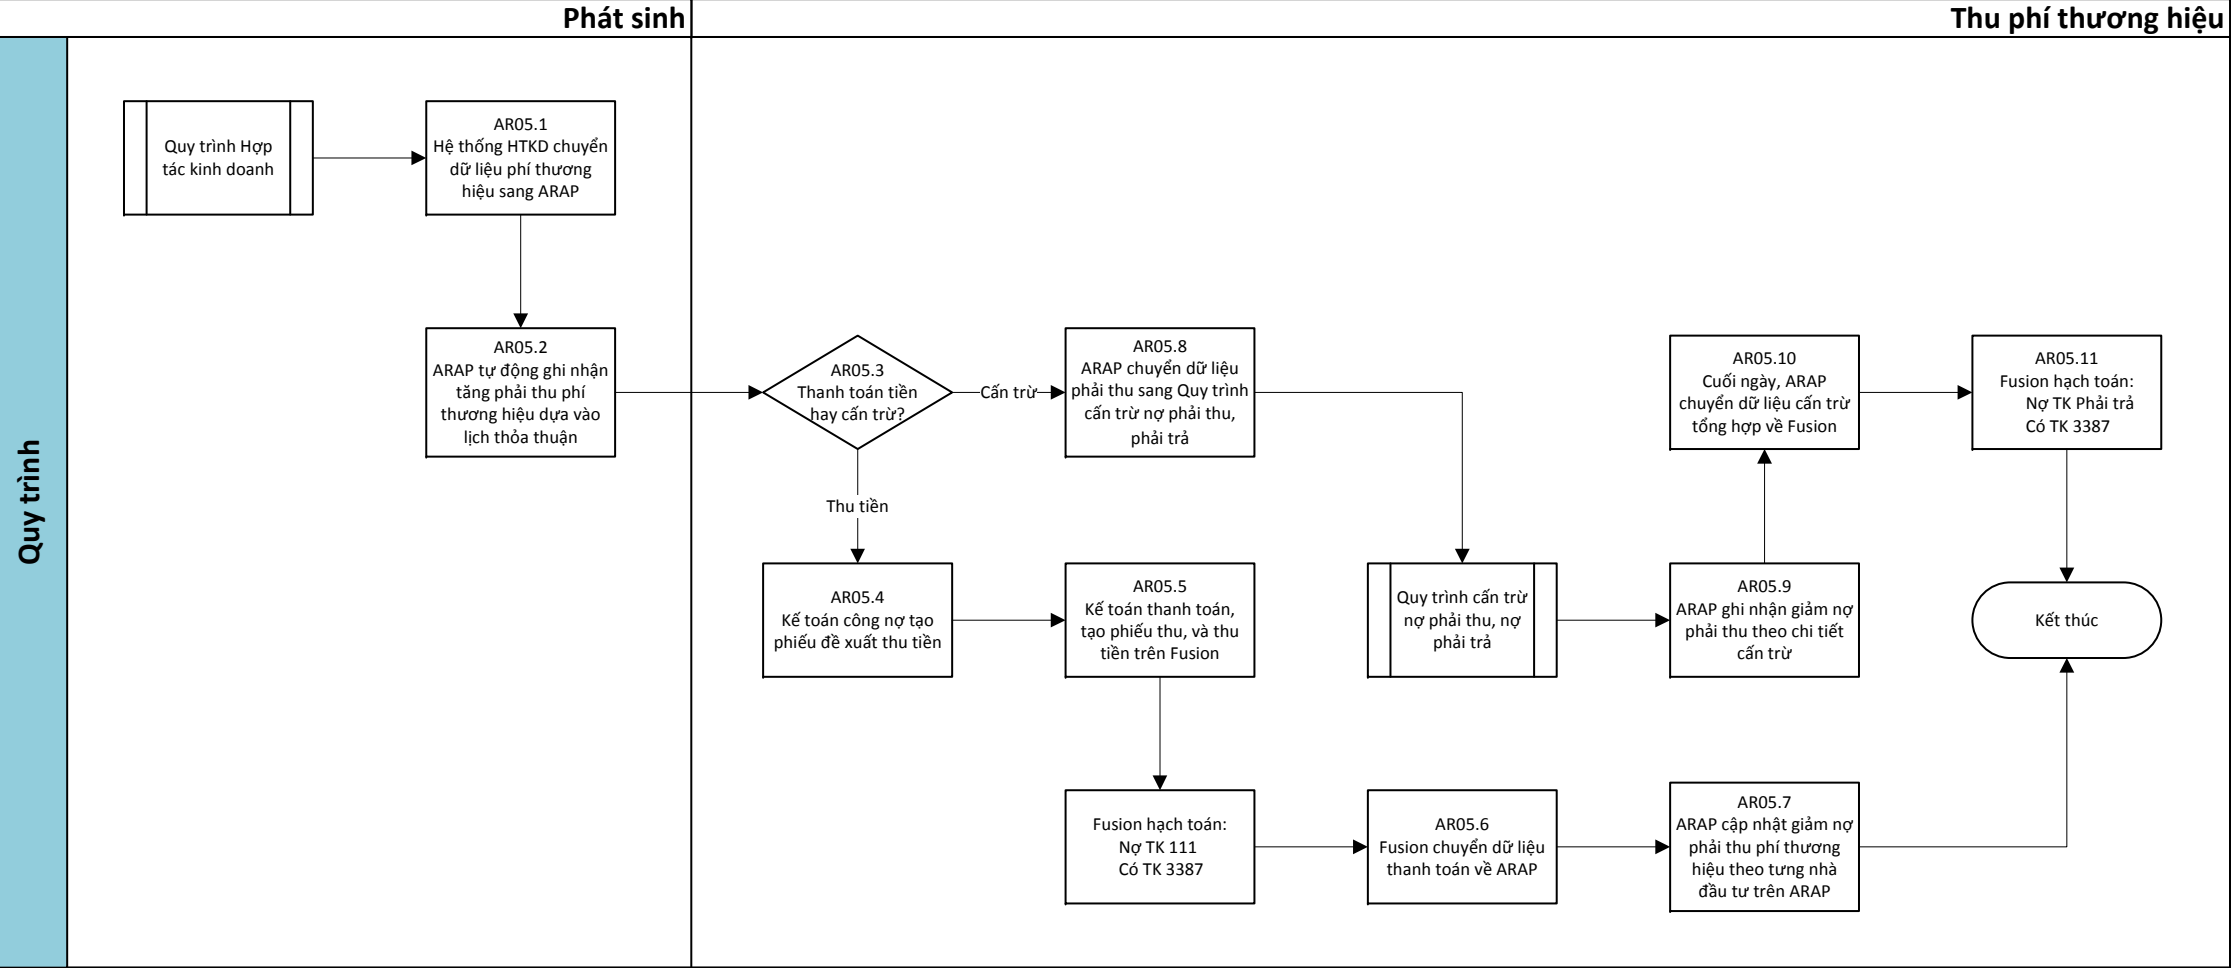 Phát sinh
Thu phí thương hiệu
Quy trình
Quy trình Hợp
tác kinh doanh
AR05.1
Hệ thống HTKD chuyển
dữ liệu phí thương
hiệu sang ARAP
AR05.2
ARAP tự động ghi nhận
tăng phải thu phí
thương hiệu dựa vào
lịch thỏa thuận
AR05.3
Thanh toán tiền
hay cấn trừ?
Cấn trừ
AR05.8
ARAP chuyển dữ liệu
phải thu sang Quy trình
cấn trừ nợ phải thu,
phải trả
AR05.10
Cuối ngày, ARAP
chuyển dữ liệu cấn trừ
tổng hợp về Fusion
AR05.11
Fusion hạch toán:
Nợ TK Phải trả
Có TK 3387
Thu tiền
AR05.4
Kế toán công nợ tạo
phiếu đề xuất thu tiền
AR05.5
Kế toán thanh toán,
tạo phiếu thu, và thu
tiền trên Fusion
Quy trình cấn trừ
nợ phải thu, nợ
phải trả
AR05.9
ARAP ghi nhận giảm nợ
phải thu theo chi tiết
cấn trừ
Kết thúc
Fusion hạch toán:
Nợ TK 111
Có TK 3387
AR05.6
Fusion chuyển dữ liệu
thanh toán về ARAP
AR05.7
ARAP cập nhật giảm nợ
phải thu phí thương
hiệu theo tưng nhà
đầu tư trên ARAP